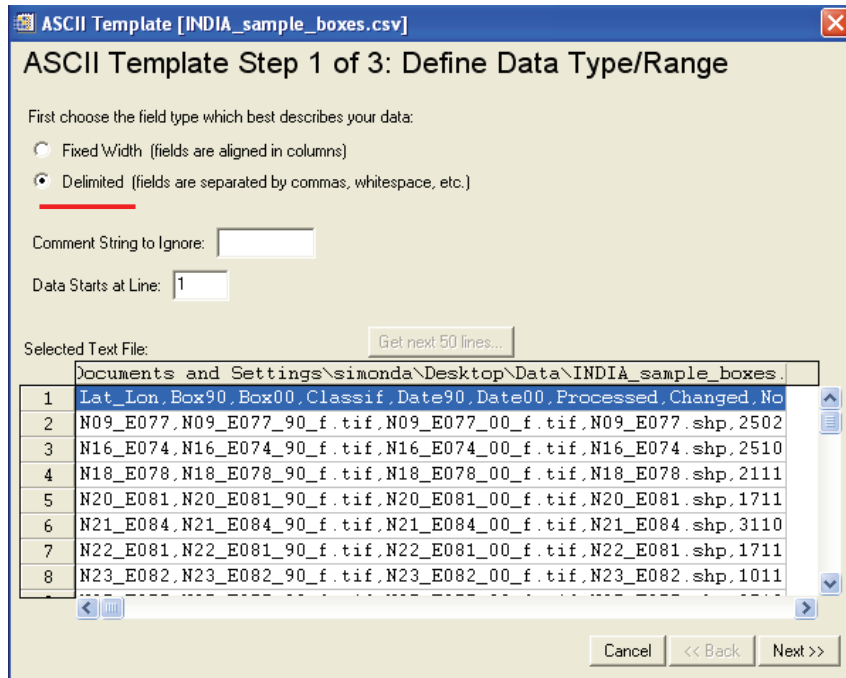 ASCII Template [INDIA_sample_boxes.csv]
ASCII Template Step 1 of 3: Define Data Type/Range
First choose the field type which best describes your data:
Fixed Width (fields are aligned in columns)
Delimited (fields are separated by commas, whitespace, etc.)
Comment String to Ignore:
Data Starts at Line: 1
Selected Text File:
Get next 50 lines...
Documents and Settings\simonda\Desktop\Data\INDIA_sample_boxes.
1 Lat_Lon,Box90,Box00,Classif,Date90,Date00,Processed,Changed,No
2 N09_E077,N09_E077_90_f.tif,N09_E077_00_f.tif,N09_E077.shp,2502
3 N16_E074,N16_E074_90_f.tif,N16_E074_00_f.tif,N16_E074.shp,2510
4 N18_E078,N18_E078_90_f.tif,N18_E078_00_f.tif,N18_E078.shp,2111
5 N20_E081,N20_E081_90_f.tif,N20_E081_00_f.tif,N20_E081.shp,1711
6 N21_E084,N21_E084_90_f.tif,N21_E084_00_f.tif,N21_E084.shp,3110
7 N22_E081,N22_E081_90_f.tif,N22_E081_00_f.tif,N22_E081.shp,1711
8 N23_E082,N23_E082_90_f.tif,N23_E082_00_f.tif,N23_E082.shp,1011
Cancel << Back Next >>